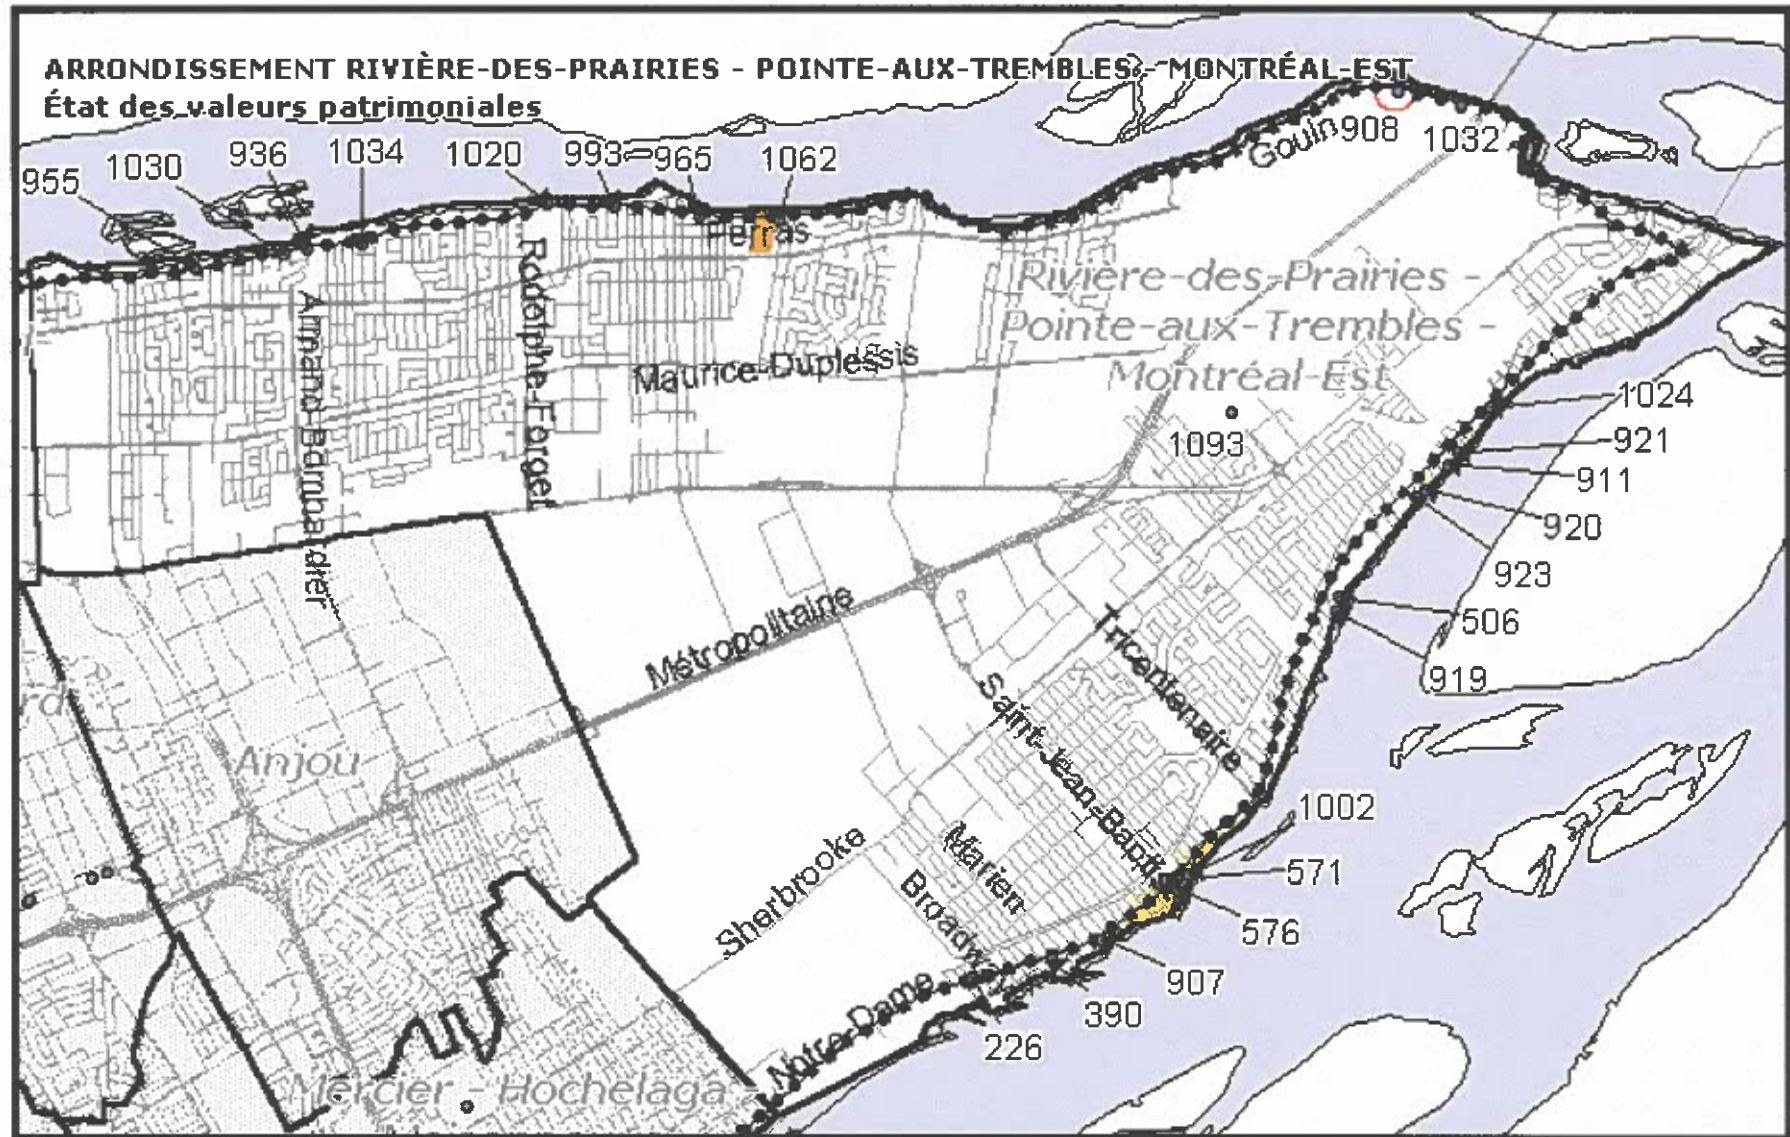 ARRONDISSEMENT RIVIÈRE-DES-PRAIRIES - POINTE-AUX-TREMBLES - MONTRÉAL-EST
État des valeurs patrimoniales
955
1030
936
1034
1020
993
965
1062
Gouin
908
1032
Perras
Rivière-des-Prairies -
Pointe-aux-Trembles -
Montréal-Est
Armand-Bombardier
Rodolphe-Forget
Maurice-Duplessis
1093
1024
921
911
920
923
506
919
Métropolitaine
Tricentenaire
Saint-Jean-Baptiste
Anjou
Sherbrooke
Marien
1002
571
576
907
390
226
Notre-Dame
Mercier - Hochelaga -